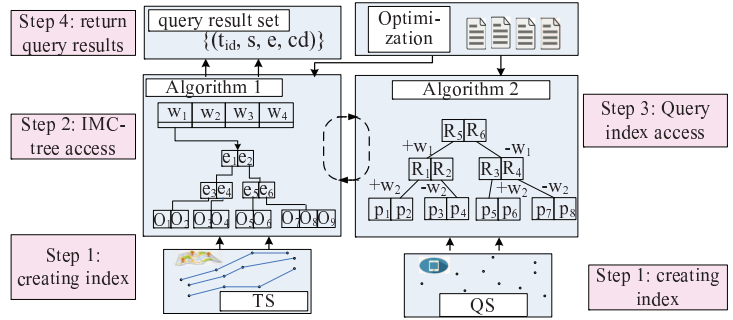 Step 4: return
query results
query result set
{(tid, s, e, cd)}
Optimi-
zation
Step 2: IMC-
tree access
Algorithm 1
w1 w2 w3 w4
e1 e2
e3 e4 e5 e6
O1 O2 O3 O4 O5 O6 O7 O8 O9
Algorithm 2
R5 R6
+w1 -w1
R1 R2 R3 R4
+w2 -w2 +w2 -w2
p1 p2 p3 p4 p5 p6 p7 p8
Step 3: Query
index access
Step 1:
creating index
TS
QS
Step 1: creating
index